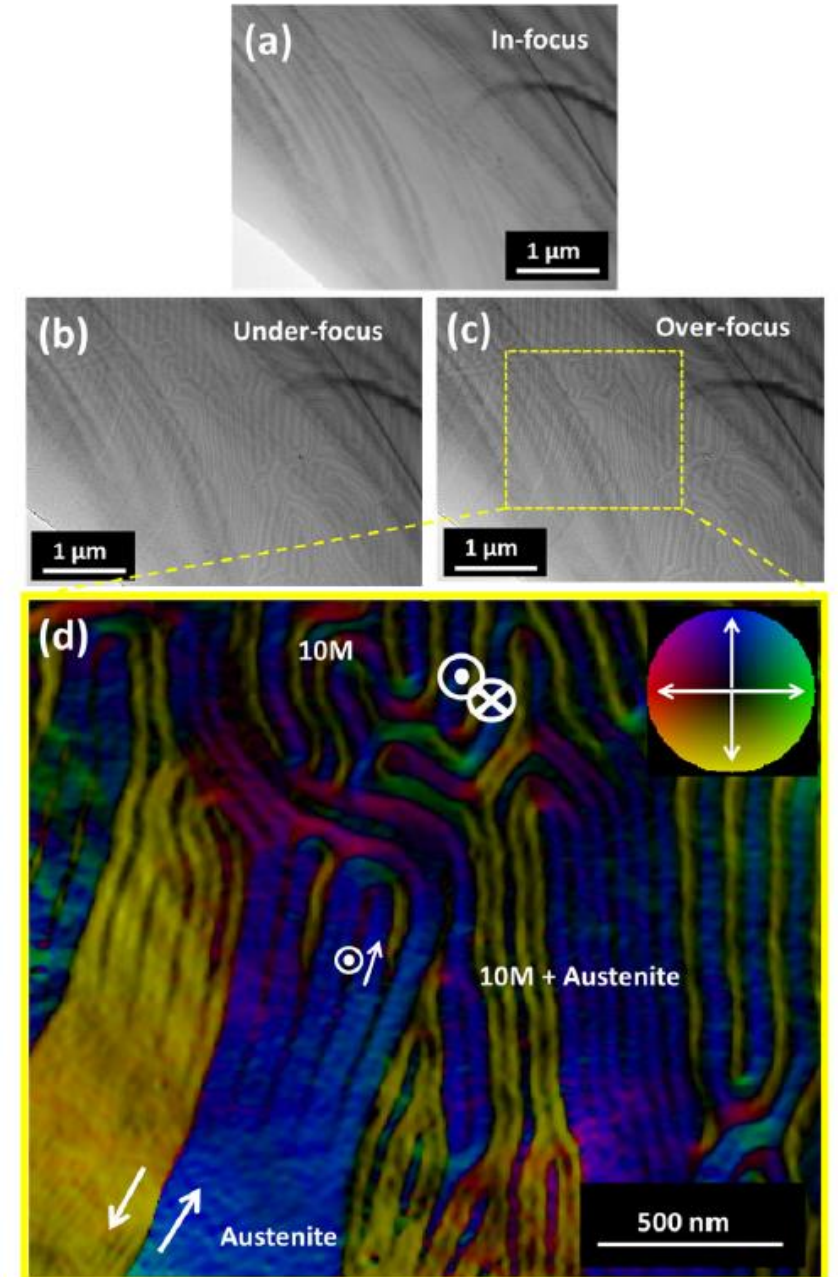 (a)
In-focus
1 μm
(b)
Under-focus
1 μm
(c)
Over-focus
1 μm
(d)
10M
10M + Austenite
Austenite
500 nm